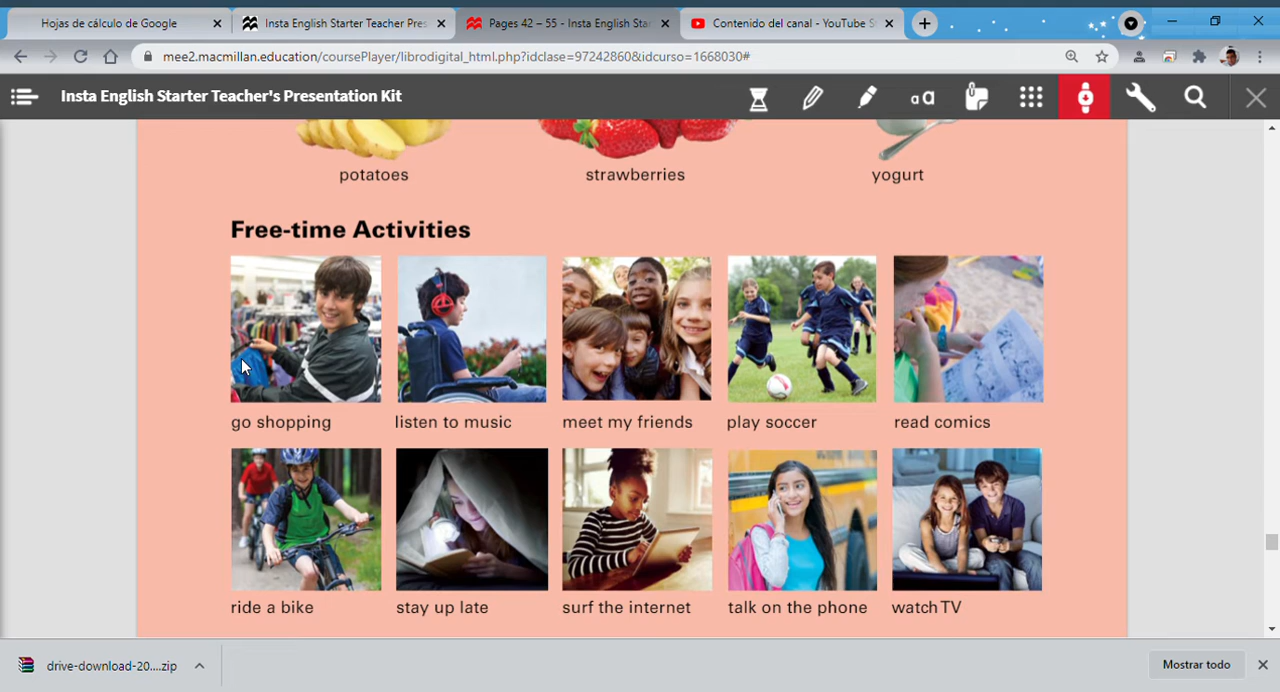 Hojas de cálculo de Google
Insta English Starter Teacher Pres
Pages 42 – 55 - Insta English Star
Contenido del canal - YouTube S
mee2.macmillan.education/coursePlayer/librodigital_html.php?idclase=97242860&idcurso=1668030#
Insta English Starter Teacher's Presentation Kit
aa
potatoes strawberries yogurt
Free-time Activities
go shopping listen to music meet my friends play soccer read comics
ride a bike stay up late surf the internet talk on the phone watch TV
drive-download-20....zip
Mostrar todo